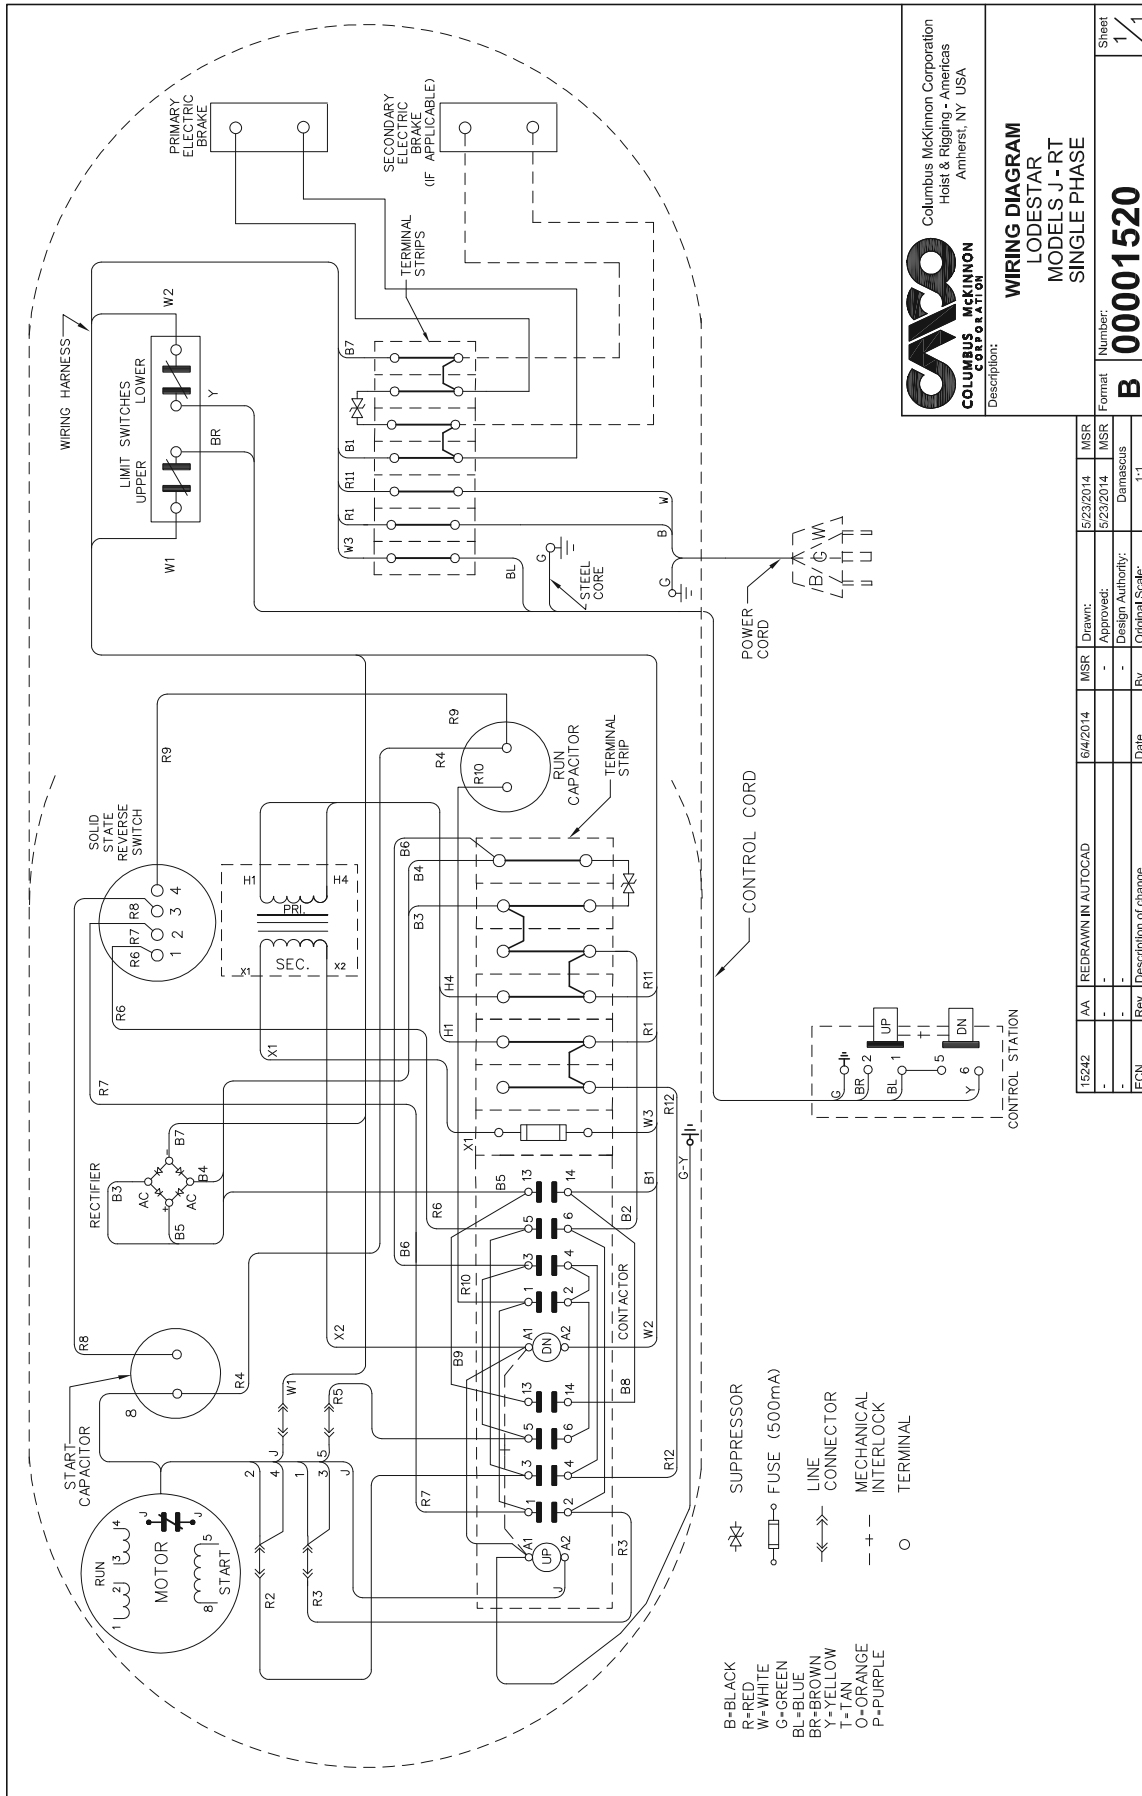 START
CAPACITOR
8
R8
RUN
1
2
3
4
J
J
MOTOR
8
5
START
R2
R3
2
4
1
3
J
5
J
W1
R5
R4
X2
RECTIFIER
B3
AC
AC
B5
B7
B4
+
-
R7
R6
X1
SOLID
STATE
REVERSE
SWITCH
R6
R7
R8
1
2
3
4
R9
H1
H4
PRI.
SEC.
X1
X2
WIRING HARNESS
LIMIT SWITCHES
UPPER
LOWER
W1
W2
BR
Y
PRIMARY
ELECTRIC
BRAKE
SECONDARY
ELECTRIC
BRAKE
(IF APPLICABLE)
TERMINAL
STRIPS
W3
R1
R11
B1
B7
BL
G
STEEL
CORE
G
B
W
B
G
W
POWER
CORD
R4
R10
R9
RUN
CAPACITOR
TERMINAL
STRIP
B3
B4
B6
H4
H1
R11
R1
R12
W3
X1
B1
B2
B5
R6
B6
R10
B9
R7
13
14
5
6
3
4
1
2
A1
DN
A2
CONTACTOR
W2
13
14
5
6
3
4
1
2
A1
UP
A2
B8
R12
R3
J
G-Y
CONTROL CORD
G
BR
2
BL
1
5
Y
6
UP
DN
CONTROL STATION
B=BLACK
R=RED
W=WHITE
G=GREEN
BL=BLUE
BR=BROWN
Y=YELLOW
T=TAN
O=ORANGE
P=PURPLE
SUPPRESSOR
FUSE (500mA)
LINE
CONNECTOR
MECHANICAL
INTERLOCK
TERMINAL
15242
AA
REDRAWN IN AUTOCAD
6/4/2014
MSR
-
-
-
-
-
-
ECN
Rev
Description of change
Date
By
Drawn:
5/23/2014
MSR
Approved:
5/23/2014
MSR
Design Authority:
Damascus
Original Scale:
1:1
COLUMBUS McKINNON
CORPORATION
Columbus McKinnon Corporation
Hoist & Rigging - Americas
Amherst, NY USA
Description:
WIRING DIAGRAM
LODESTAR
MODELS J - RT
SINGLE PHASE
Format
B
Number:
00001520
Sheet
1/1